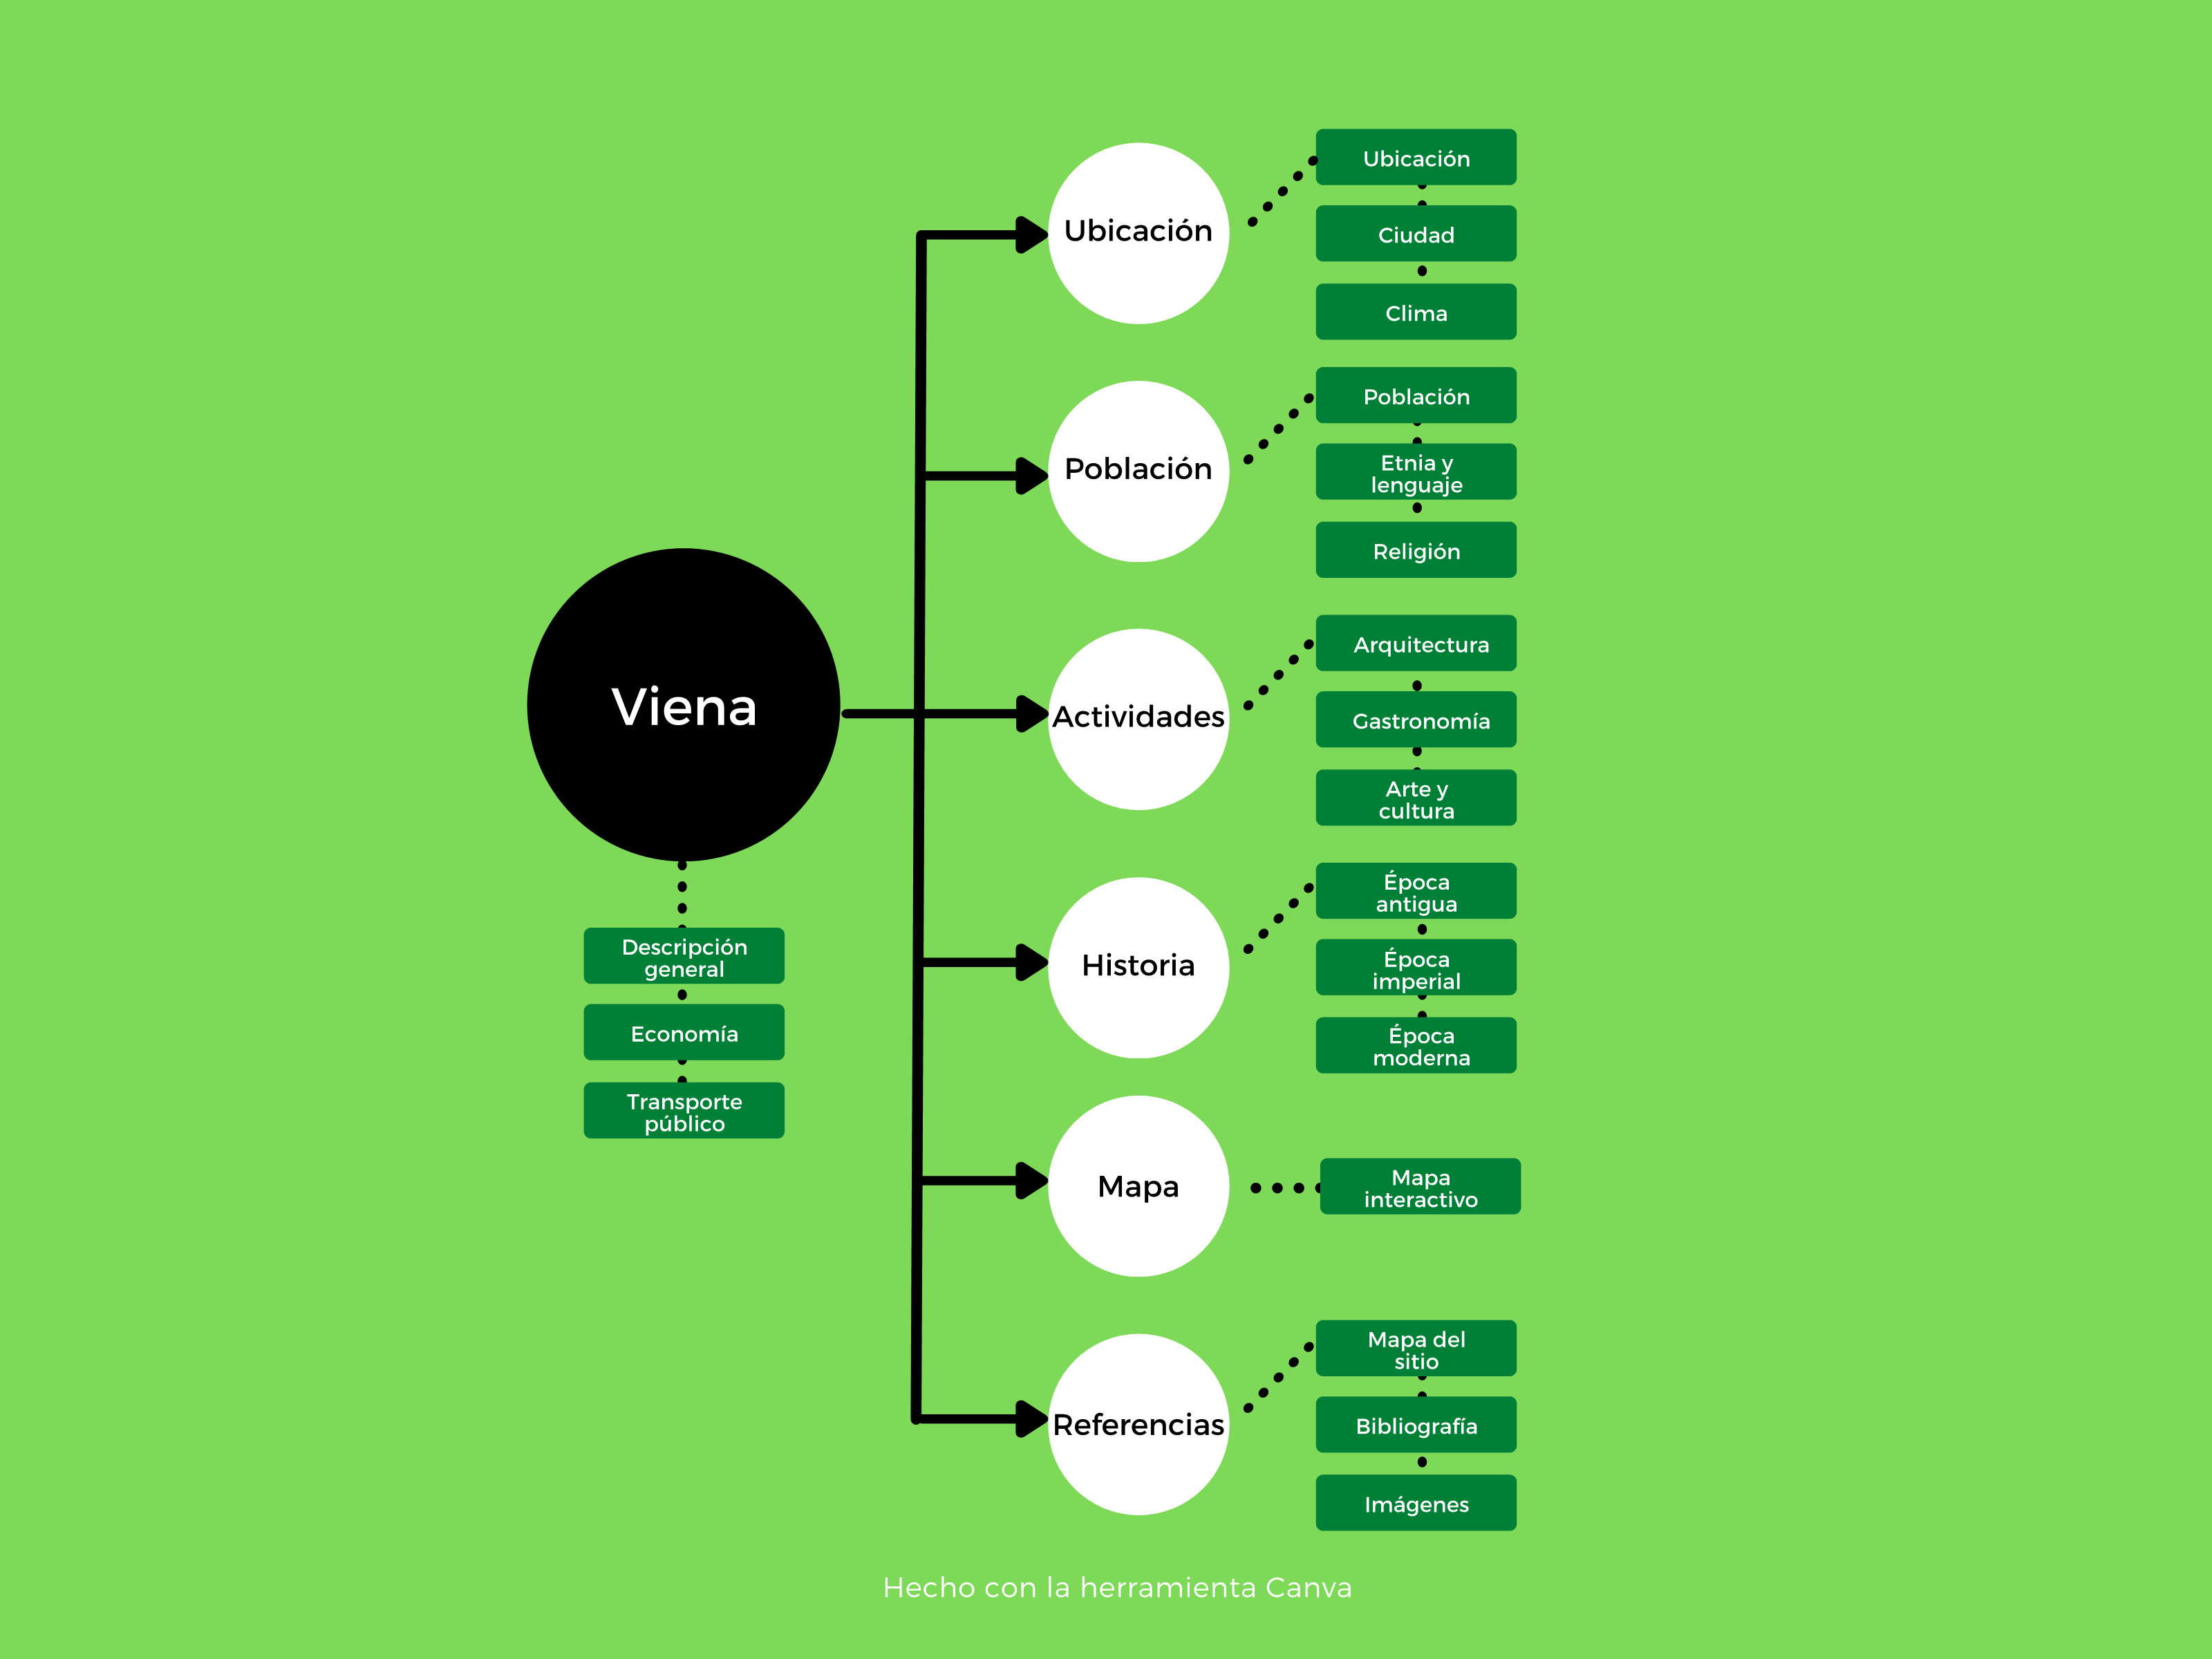 Viena
Descripción
general
Economía
Transporte
público
Ubicación
Ubicación
Ciudad
Clima
Población
Población
Etnia y
lenguaje
Religión
Actividades
Arquitectura
Gastronomía
Arte y
cultura
Historia
Época
antigua
Época
imperial
Época
moderna
Mapa
Mapa
interactivo
Referencias
Mapa del
sitio
Bibliografía
Imágenes
Hecho con la herramienta Canva